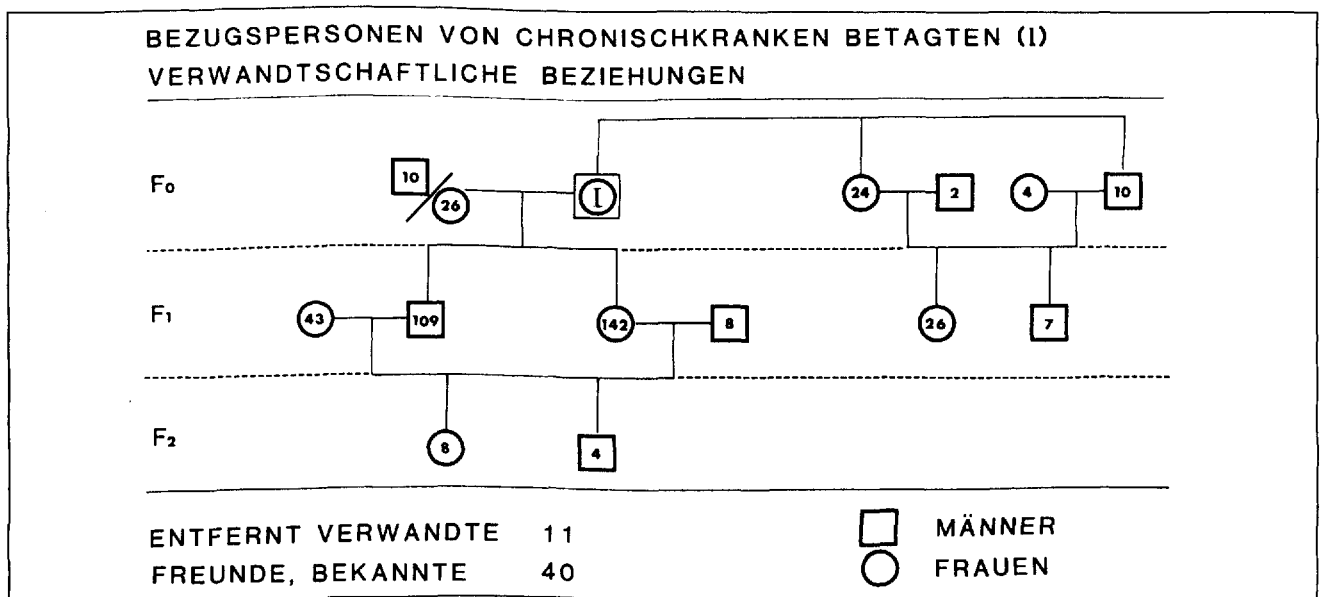 BEZUGSPERSONEN VON CHRONISCHKRANKEN BETAGTEN (I)
VERWANDTSCHAFTLICHE BEZIEHUNGEN
F0 10 / 26 I 24 2 4 10
F1 43 109 142 8 26 7
F2 8 4
ENTFERNT VERWANDTE 11 MÄNNER
FREUNDE, BEKANNTE 40 FRAUEN